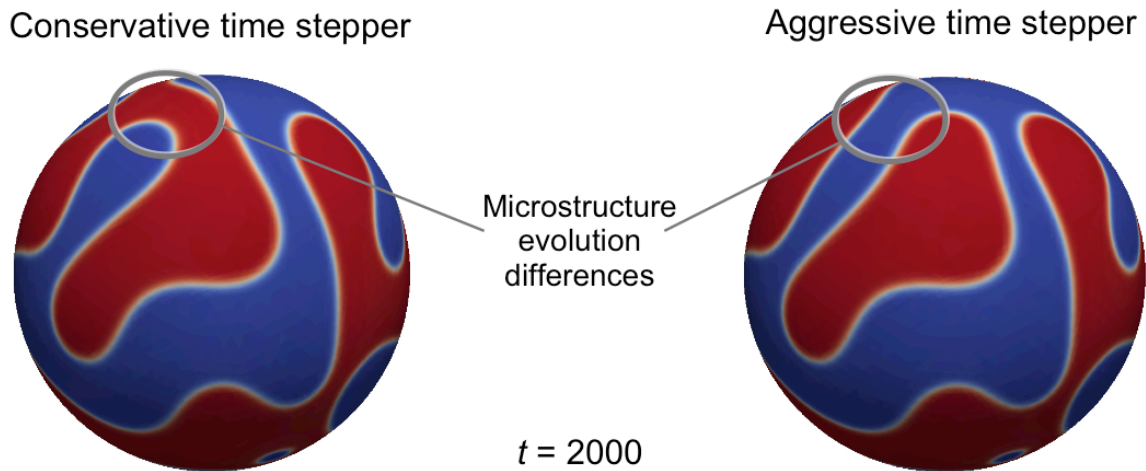 Conservative time stepper
Aggressive time stepper
Microstructure
evolution
differences
t = 2000